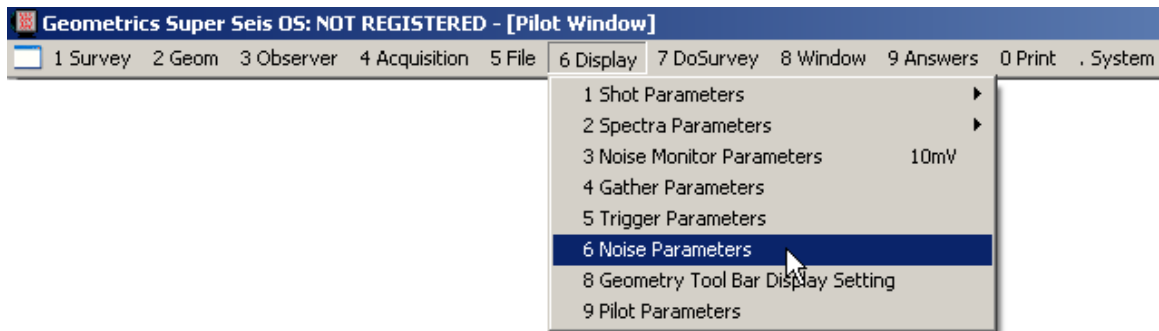 Geometrics Super Seis OS: NOT REGISTERED - [Pilot Window]
1 Survey 2 Geom 3 Observer 4 Acquisition 5 File 6 Display 7 DoSurvey 8 Window 9 Answers 0 Print . System
1 Shot Parameters
2 Spectra Parameters
3 Noise Monitor Parameters 10mV
4 Gather Parameters
5 Trigger Parameters
6 Noise Parameters
8 Geometry Tool Bar Display Setting
9 Pilot Parameters